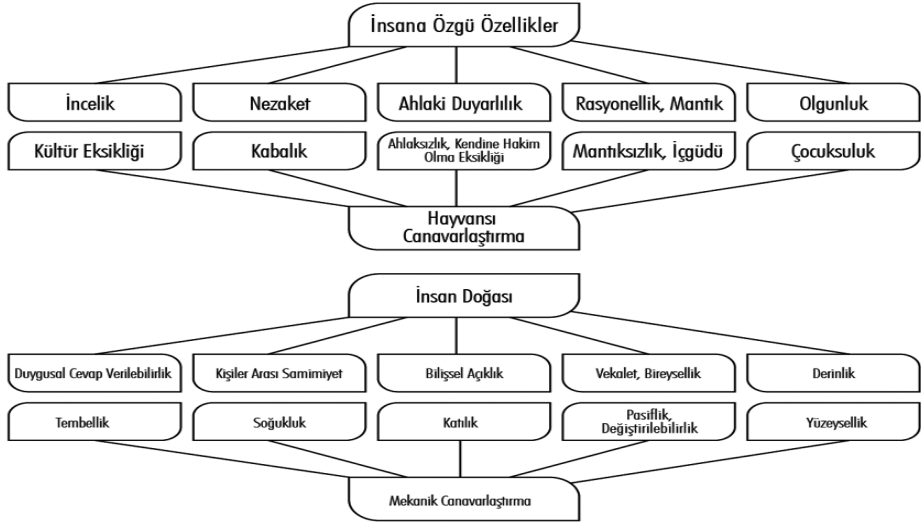 İnsana Özgü Özellikler
İncelik
Nezaket
Ahlaki Duyarlılık
Rasyonellik, Mantık
Olgunluk
Kültür Eksikliği
Kabalık
Ahlaksızlık, Kendine Hakim
Olma Eksikliği
Mantıksızlık, İçgüdü
Çocuksuluk
Hayvansı
Canavarlaştırma
İnsan Doğası
Duygusal Cevap Verilebilirlik
Kişiler Arası Samimiyet
Bilişsel Açıklık
Vekalet, Bireysellik
Derinlik
Tembellik
Soğukluk
Katılık
Pasiflik,
Değiştirilebilirlik
Yüzeysellik
Mekanik Canavarlaştırma